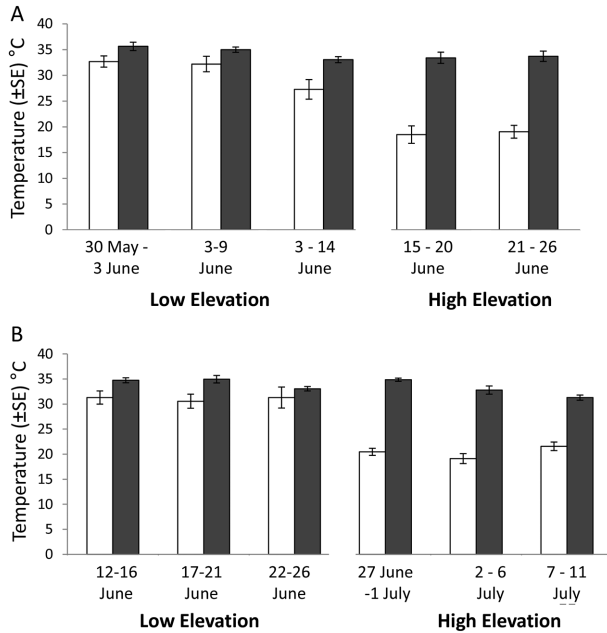 A
Temperature (±SE) °C
40
35
30
25
20
15
10
5
0
30 May - 3-9 3 - 14 15 - 20 21 - 26
3 June June June June June
Low Elevation High Elevation
B
Temperature (±SE) °C
40
35
30
25
20
15
10
5
0
12-16 17-21 22-26 27 June 2 - 6 7 - 11
June June June -1 July July July
Low Elevation High Elevation